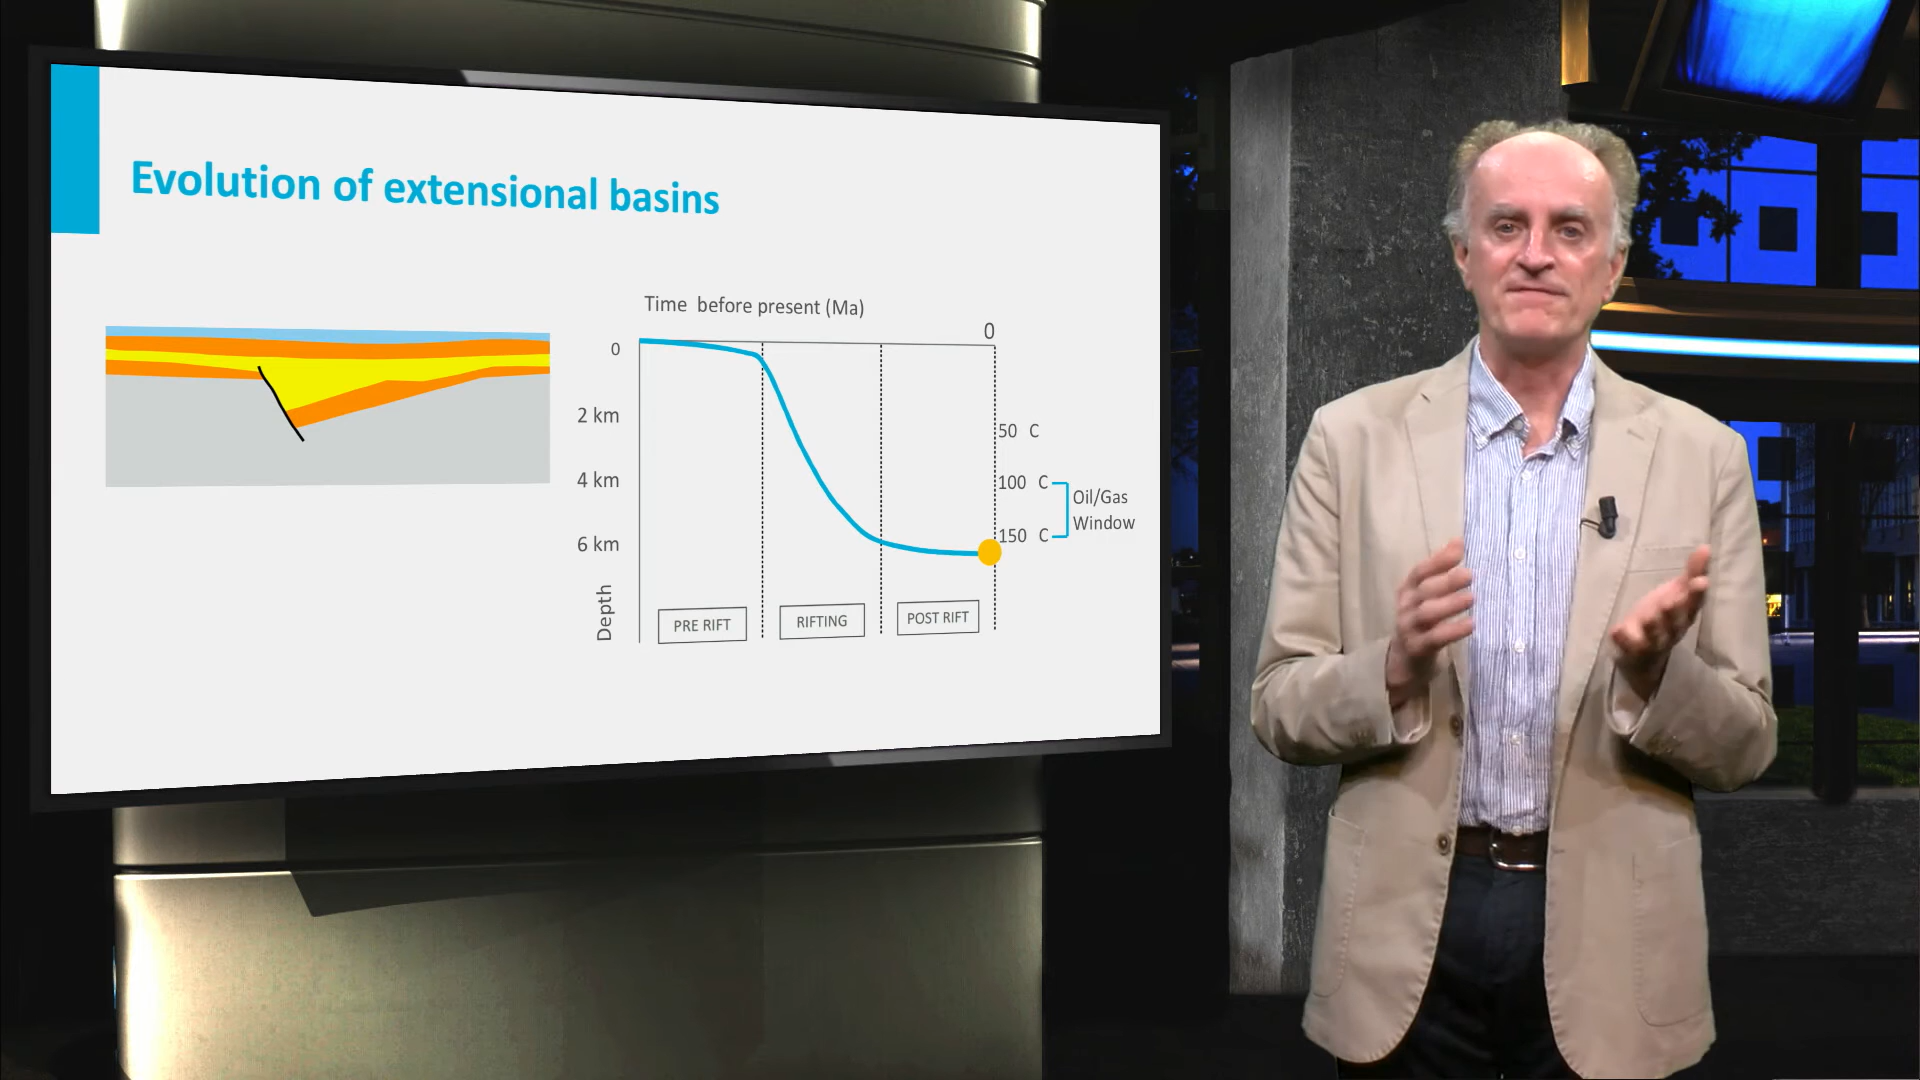 Evolution of extensional basins
Time before present (Ma)
0
0
2 km
4 km
6 km
Depth
50 C
100 C
150 C
Oil/Gas
Window
PRE RIFT
RIFTING
POST RIFT